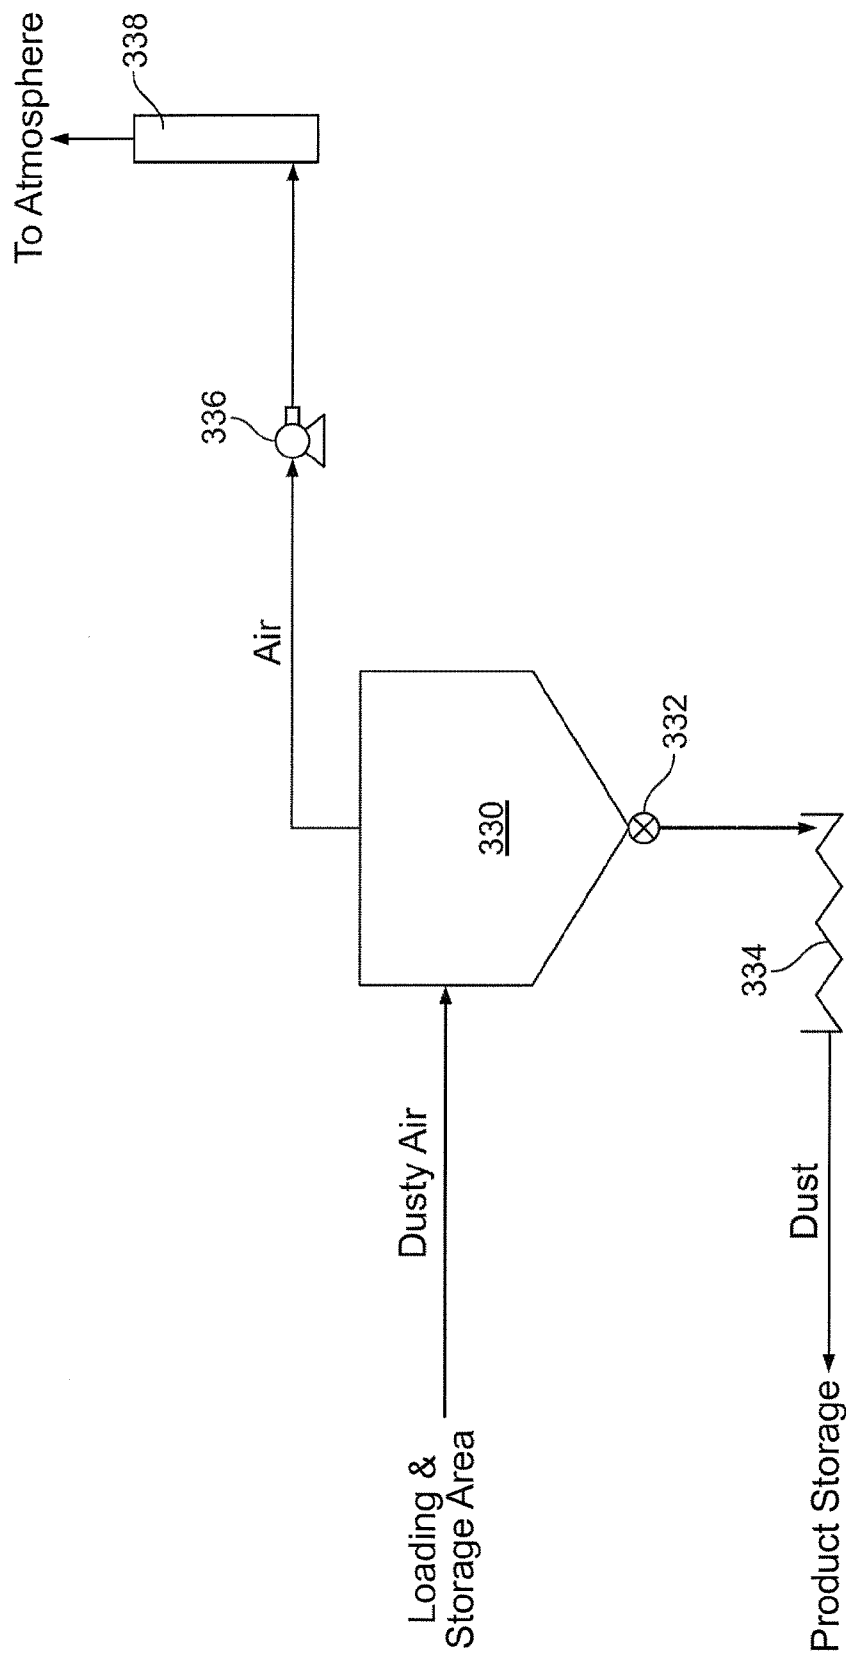 To Atmosphere
338
336
Air
330
332
Dusty Air
Loading &
Storage Area
334
Dust
Product Storage